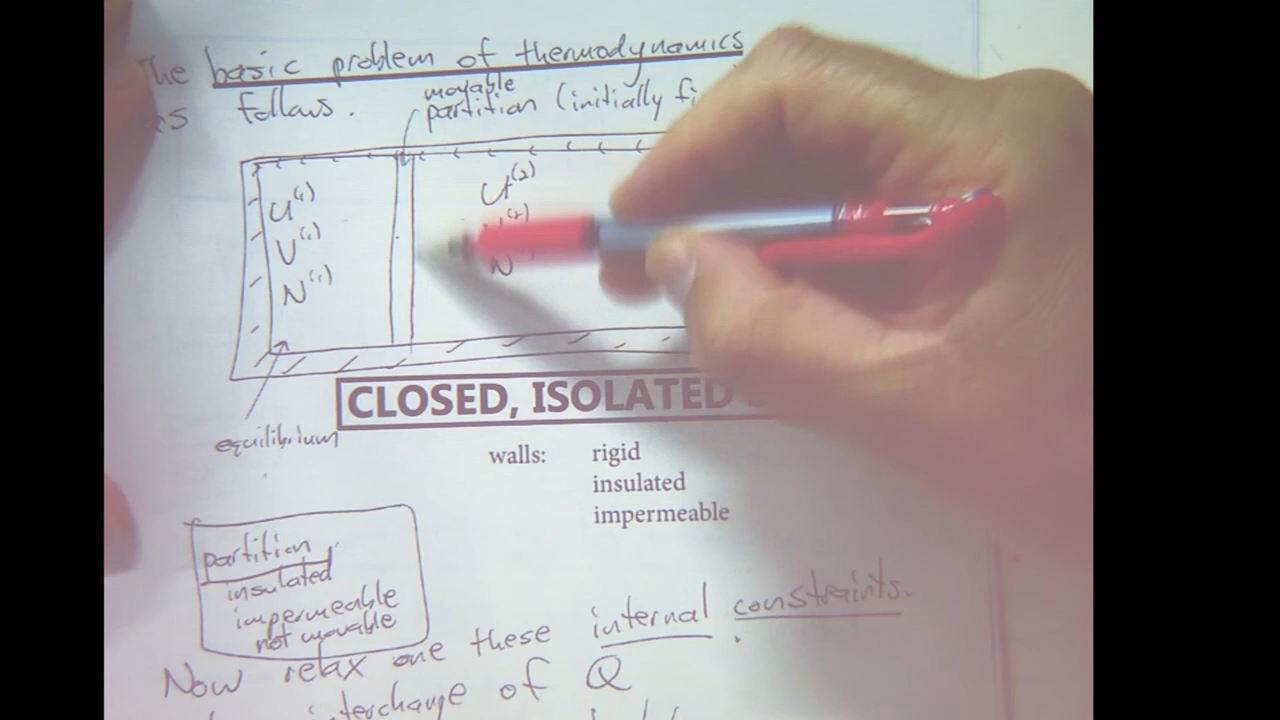 The basic problem of thermodynamics
as follows.
movable
partition (initially
U⁽¹⁾
V⁽¹⁾
N⁽¹⁾
U⁽²⁾
V⁽²⁾
N
equilibrium
CLOSED, ISOLATED
walls: rigid
insulated
impermeable
partition
insulated
impermeable
not movable
Now relax one these internal constraints.
interchange of Q